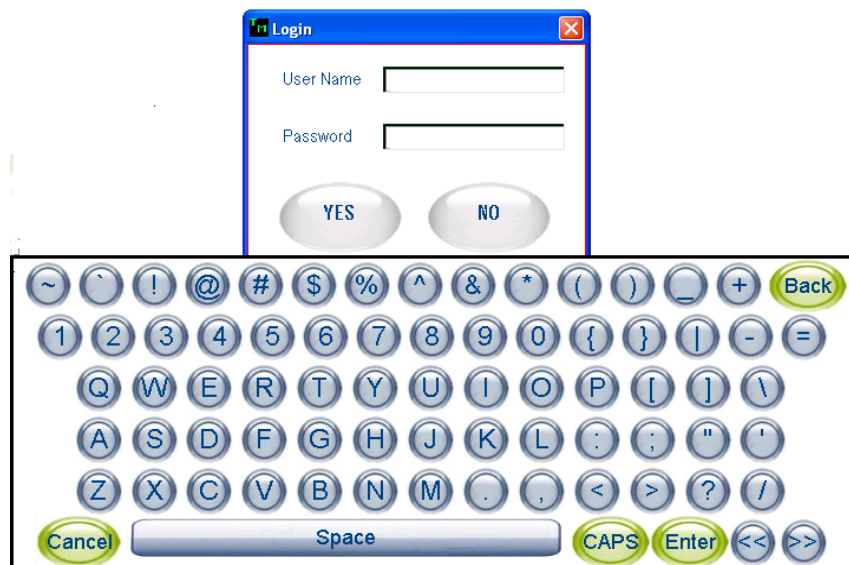 TM Login
User Name
Password
YES NO
~ ` ! @ # $ % ^ & * ( ) _ + Back
1 2 3 4 5 6 7 8 9 0 { } | - =
Q W E R T Y U I O P [ ] \
A S D F G H J K L : ; " '
Z X C V B N M . , < > ? /
Cancel Space CAPS Enter << >>